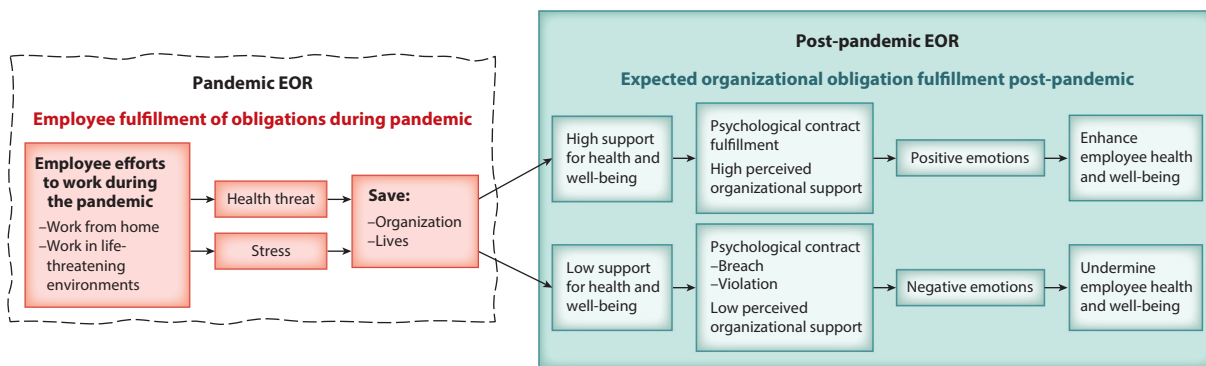 Pandemic EOR
Employee fulfillment of obligations during pandemic
Employee efforts
to work during
the pandemic
–Work from home
–Work in life-
threatening
environments
Health threat
Stress
Save:
–Organization
–Lives
Post-pandemic EOR
Expected organizational obligation fulfillment post-pandemic
High support
for health and
well-being
Psychological contract
fulfillment
High perceived
organizational support
Positive emotions
Enhance
employee health
and well-being
Low support
for health and
well-being
Psychological contract
–Breach
–Violation
Low perceived
organizational support
Negative emotions
Undermine
employee health
and well-being